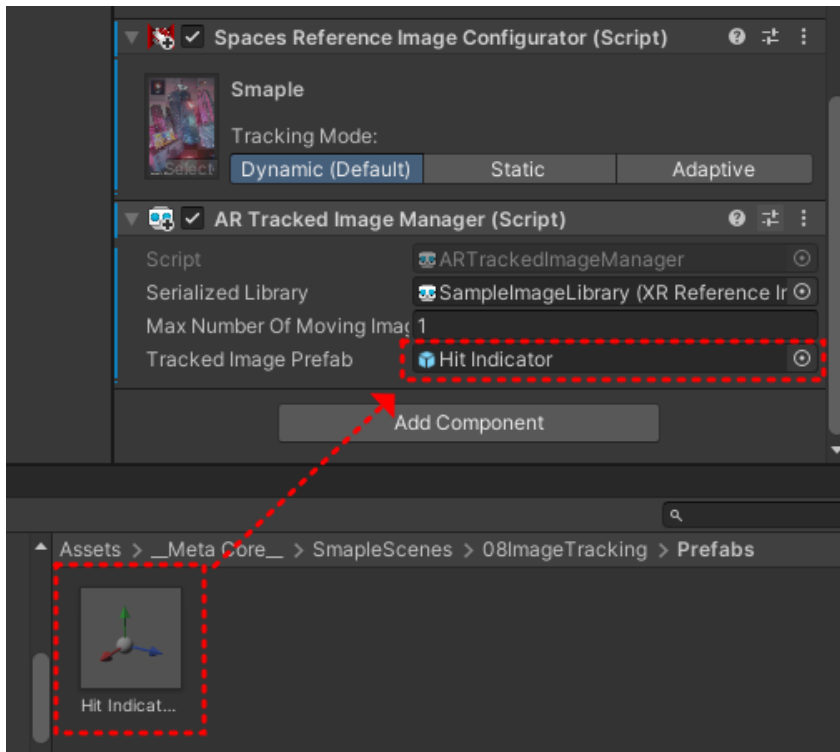 Spaces Reference Image Configurator (Script)
Smaple
Tracking Mode:
Select
Dynamic (Default) Static Adaptive
AR Tracked Image Manager (Script)
Script ARTrackedImageManager
Serialized Library SampleImageLibrary (XR Reference Ir
Max Number Of Moving Imag 1
Tracked Image Prefab Hit Indicator
Add Component
Assets > __Meta Core__ > SmapleScenes > 08ImageTracking > Prefabs
Hit Indicat...